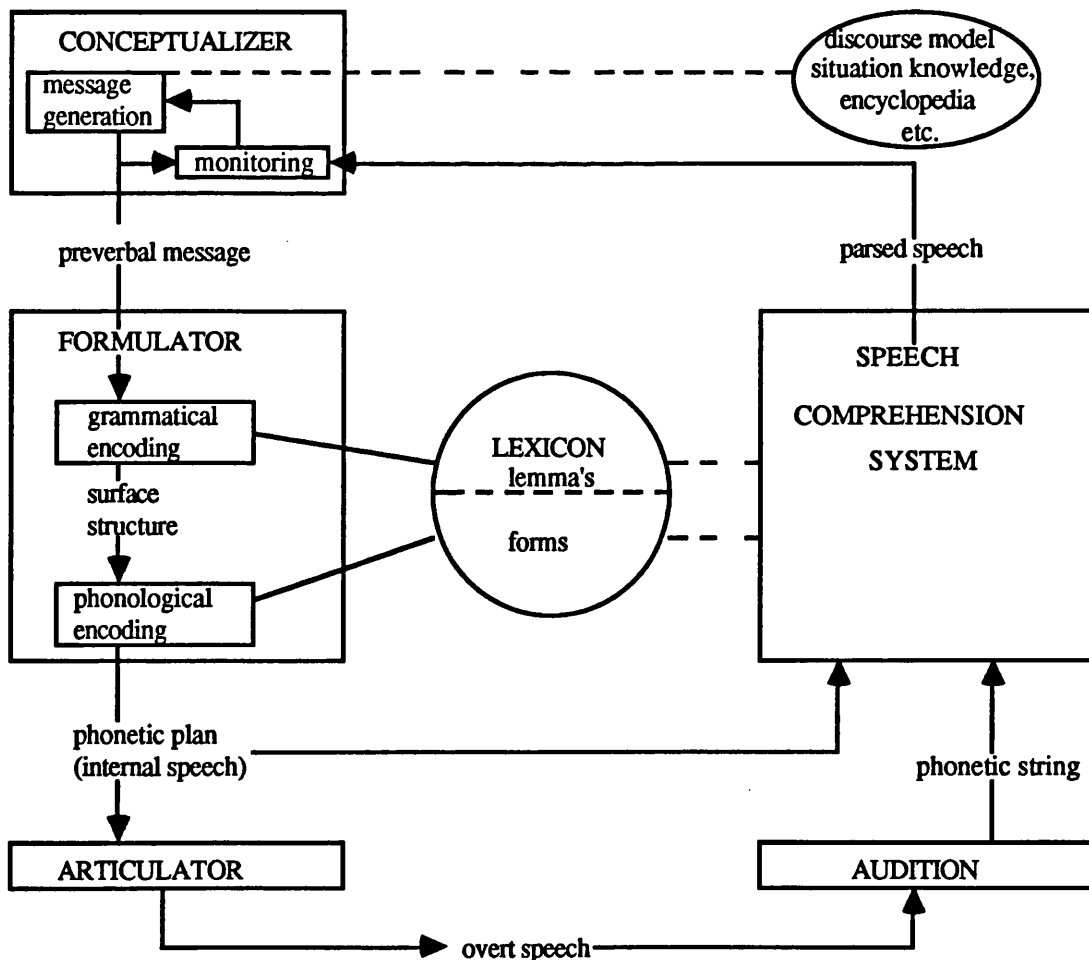 CONCEPTUALIZER
message
generation
monitoring
discourse model
situation knowledge,
encyclopedia
etc.
preverbal message
parsed speech
FORMULATOR
grammatical
encoding
surface
structure
phonological
encoding
LEXICON
lemma's
forms
SPEECH
COMPREHENSION
SYSTEM
phonetic plan
(internal speech)
phonetic string
ARTICULATOR
AUDITION
overt speech